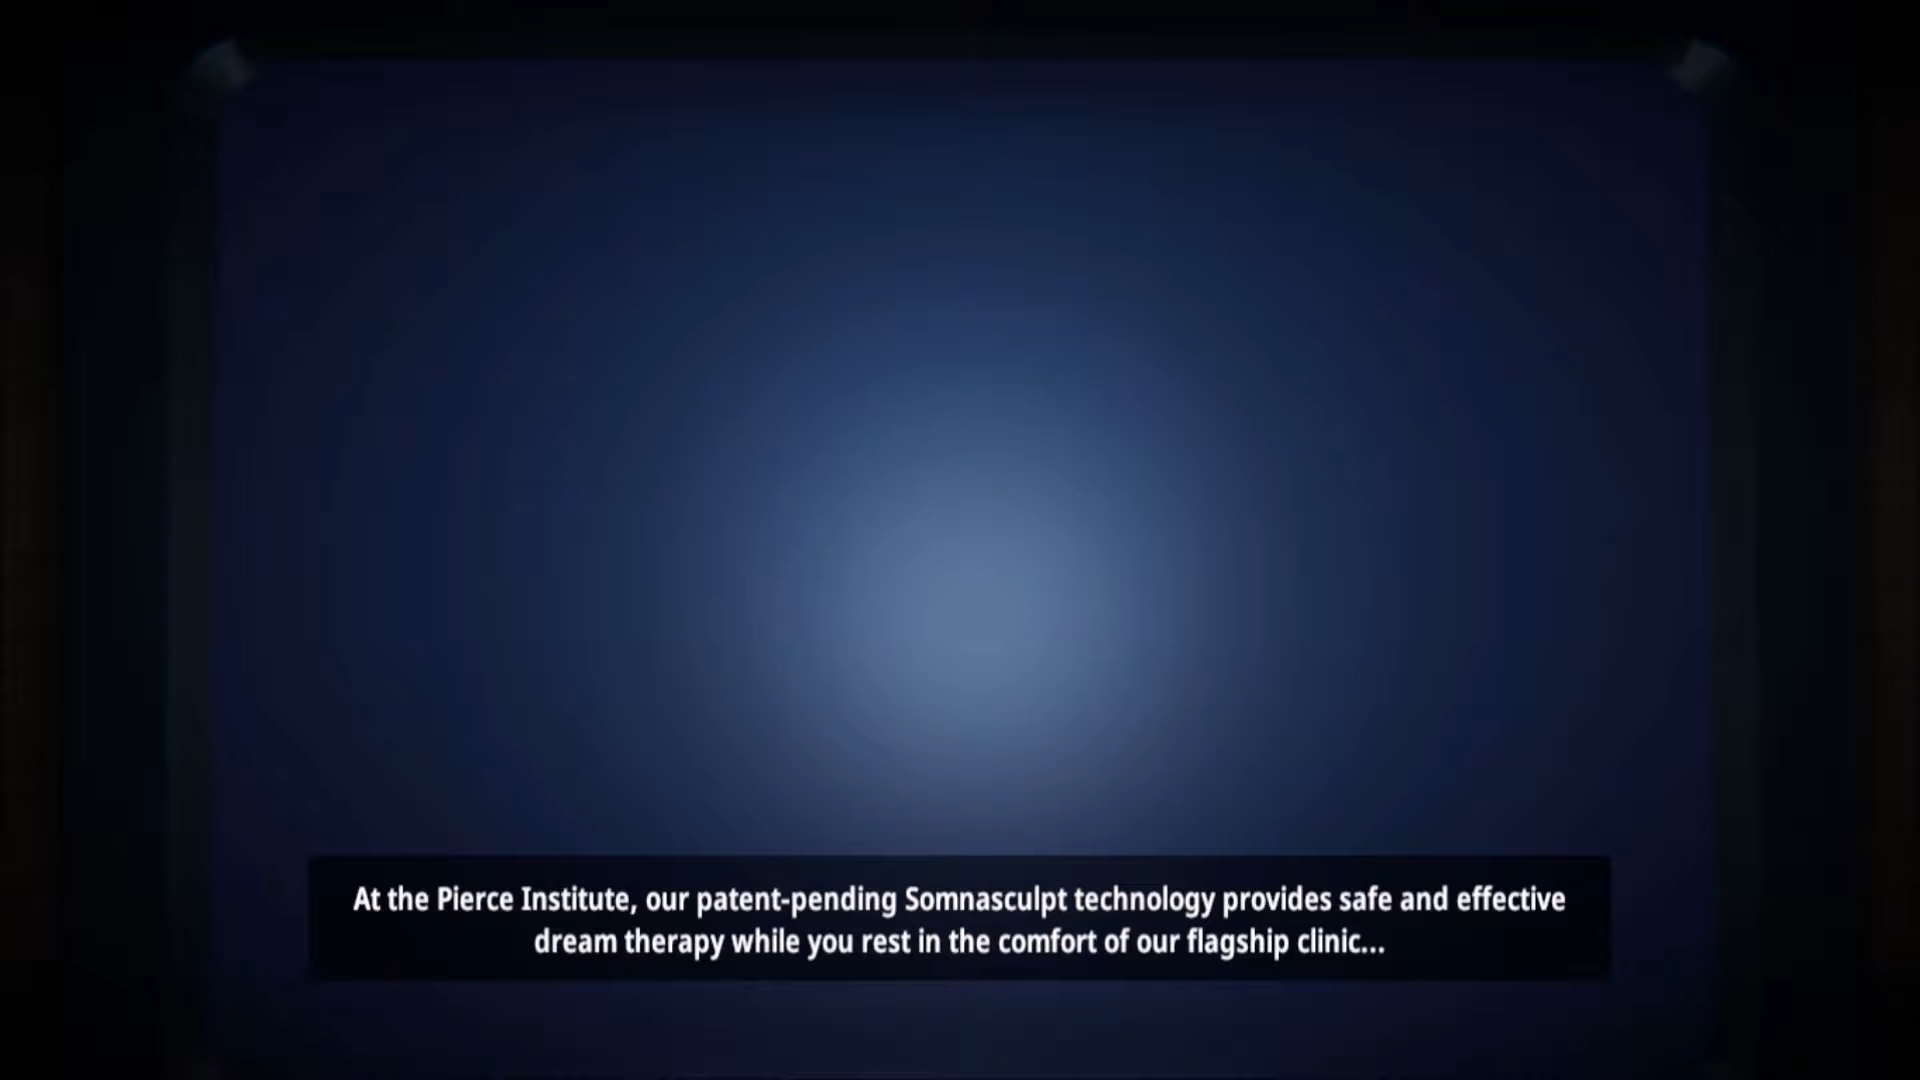 At the Pierce Institute, our patent-pending Somnasculpt technology provides safe and effective
dream therapy while you rest in the comfort of our flagship clinic...